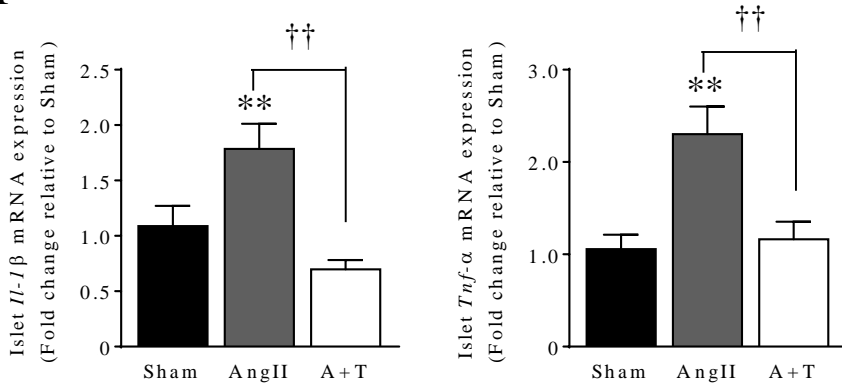 Islet Il-1β mRNA expression
(Fold change relative to Sham)
2.5
2.0
1.5
1.0
0.5
0
††
**
Sham AngII A+T
Islet Tnf-α mRNA expression
(Fold change relative to Sham)
3.0
2.0
1.0
0
††
**
Sham AngII A+T